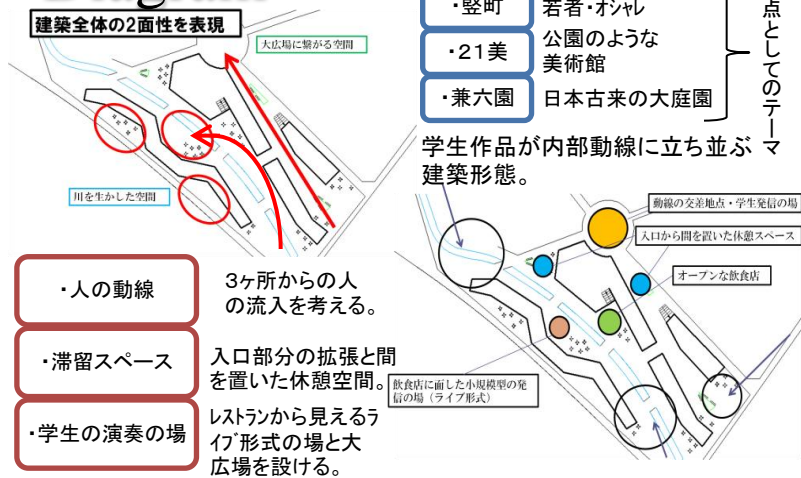 建築全体の2面性を表現
大広場に繋がる空間
川を生かした空間
・人の動線
3ヶ所からの人
の流入を考える。
・滞留スペース
入口部分の拡張と間
を置いた休憩空間。
・学生の演奏の場
レストランから見えるラ
イブ形式の場と大
広場を設ける。
・竪町
若者・オシャレ
・21美
公園のような
美術館
・兼六園
日本古来の大庭園
点としてのテーマ
学生作品が内部動線に立ち並ぶ
建築形態。
動線の交差地点・学生発信の場
入口から間を置いた休憩スペース
オープンな飲食店
飲食店に面した小規模型の発
信の場（ライブ形式）